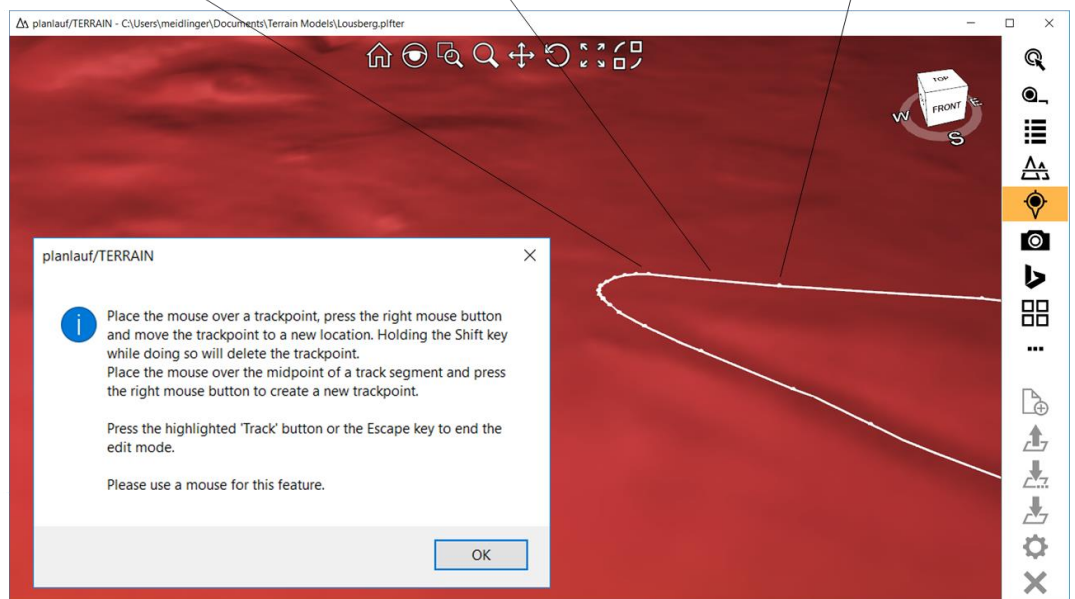 planlauf/TERRAIN - C:\Users\meidlinger\Documents\Terrain Models\Lousberg.plfter
TOP
FRONT
W
S
E
planlauf/TERRAIN
Place the mouse over a trackpoint, press the right mouse button
and move the trackpoint to a new location. Holding the Shift key
while doing so will delete the trackpoint.
Place the mouse over the midpoint of a track segment and press
the right mouse button to create a new trackpoint.
Press the highlighted 'Track' button or the Escape key to end the
edit mode.
Please use a mouse for this feature.
OK